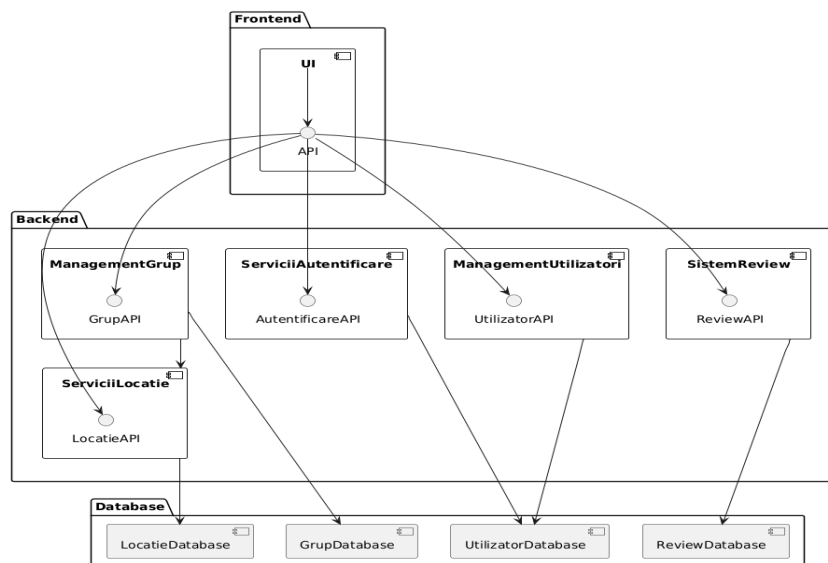 Frontend
UI
API
Backend
ManagementGrup
ServiciiAutentificare
ManagementUtilizatori
SistemReview
GrupAPI
AutentificareAPI
UtilizatorAPI
ReviewAPI
ServiciiLocatie
LocatieAPI
Database
LocatieDatabase
GrupDatabase
UtilizatorDatabase
ReviewDatabase